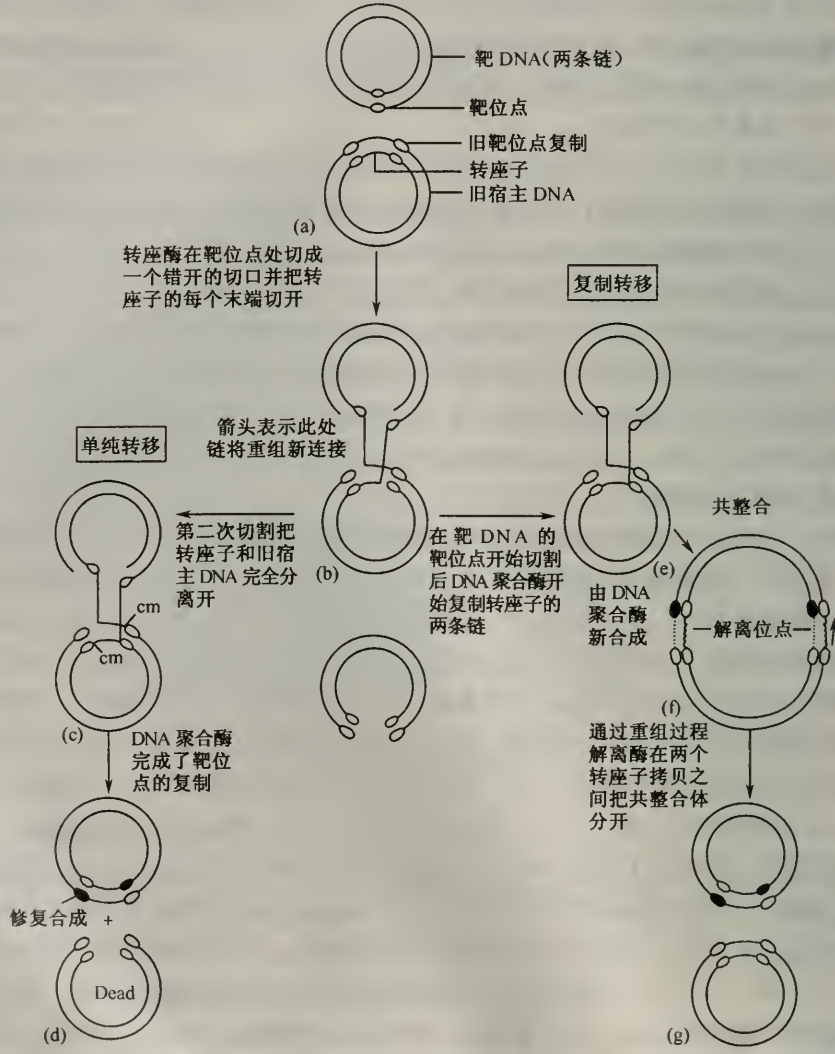 靶 DNA(两条链)
靶位点
旧靶位点复制
转座子
旧宿主 DNA
(a)
转座酶在靶位点处切成
一个错开的切口并把转
座子的每个末端切开
复制转移
箭头表示此处
链将重组新连接
单纯转移
共整合
第二次切割把
转座子和旧宿
主 DNA 完全分
离开
(b)
在 靶 DNA 的
靶位点开始切割
后 DNA 聚合酶开
始复制转座子的
两条链
(e)
由 DNA
聚合酶
新合成
解离位点
cm
cm
(c)
(f)
DNA 聚合酶
完成了靶位
点的复制
通过重组过程
解离酶在两个
转座子拷贝之
间把共整合体
分开
修复合成 +
Dead
(d)
(g)